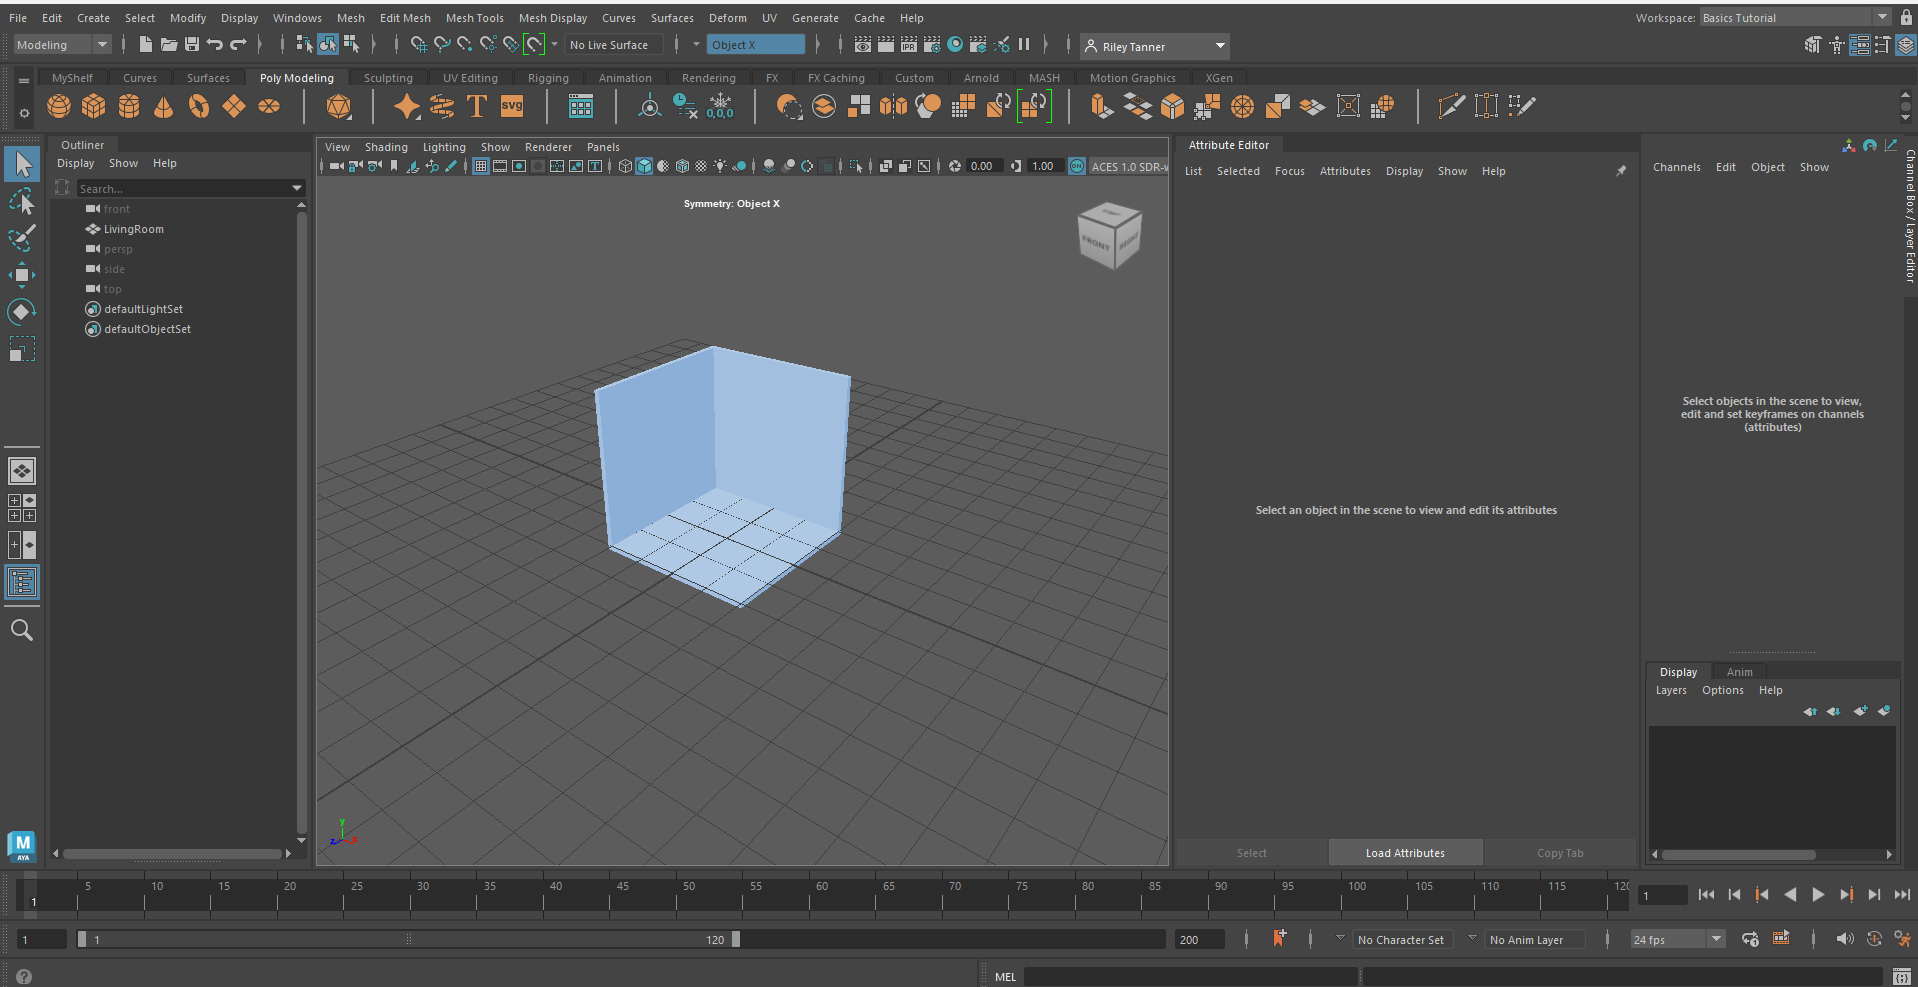 File Edit Create Select Modify Display Windows Mesh Edit Mesh Mesh Tools Mesh Display Curves Surfaces Deform UV Generate Cache Help Workspace: Basics Tutorial
Modeling No Live Surface Object X Riley Tanner
MyShelf Curves Surfaces Poly Modeling Sculpting UV Editing Rigging Animation Rendering FX FX Caching Custom Arnold MASH Motion Graphics XGen
T svg 0,0,0
IPR
Outliner
Display Show Help
Search...
front
LivingRoom
persp
side
top
defaultLightSet
defaultObjectSet
View Shading Lighting Show Renderer Panels
0.00 1.00 ON ACES 1.0 SDR-v
Symmetry: Object X
FRONT RIGHT
y
z x
Attribute Editor
List Selected Focus Attributes Display Show Help
Select an object in the scene to view and edit its attributes
Select Load Attributes Copy Tab
Channels Edit Object Show
Channel Box / Layer Editor
Select objects in the scene to view,
edit and set keyframes on channels
(attributes)
Display Anim
Layers Options Help
M
AYA
1 5 10 15 20 25 30 35 40 45 50 55 60 65 70 75 80 85 90 95 100 105 110 115 120 1
1 1 120 200 No Character Set No Anim Layer 24 fps
MEL